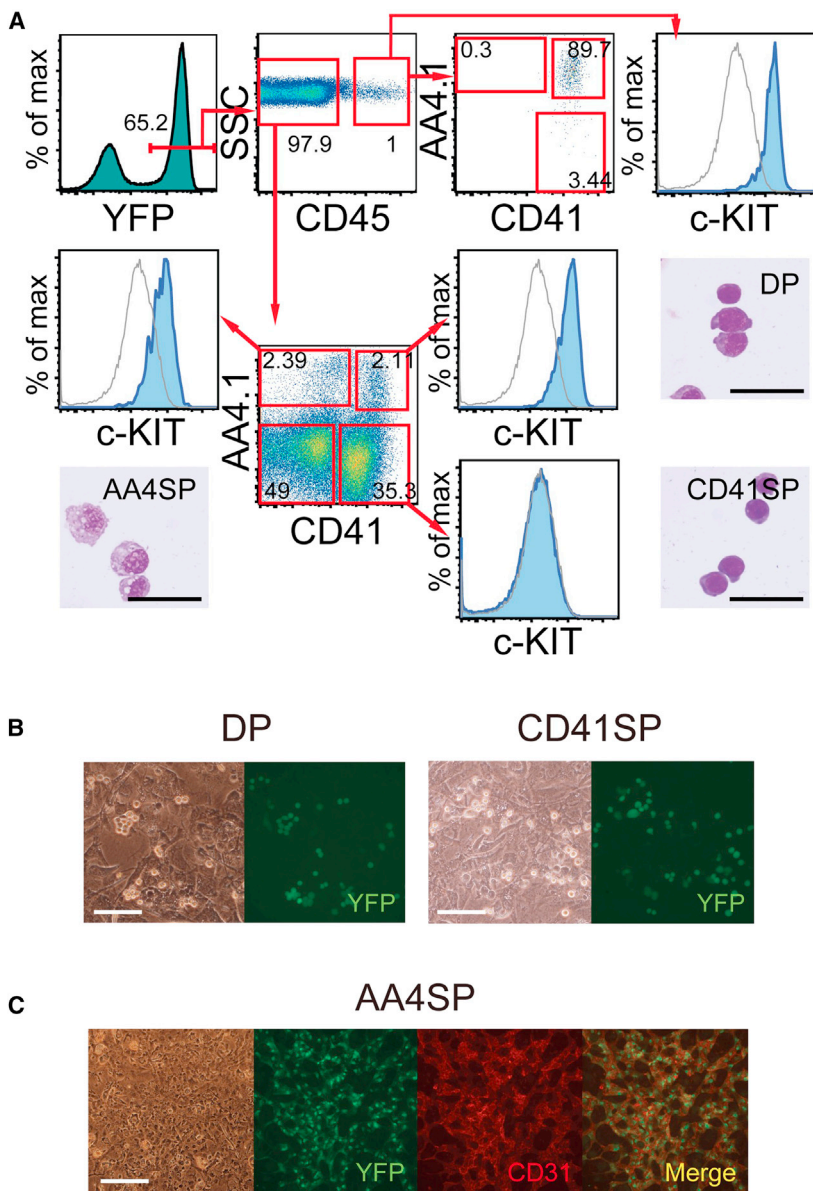 A
% of max
65.2
YFP
SSC
97.9
1
CD45
AA4.1
0.3
89.7
3.44
CD41
% of max
c-KIT
% of max
c-KIT
AA4.1
2.39
2.11
49
35.3
CD41
% of max
c-KIT
DP
AA4SP
% of max
c-KIT
CD41SP
B
DP
CD41SP
YFP
YFP
C
AA4SP
YFP
CD31
Merge